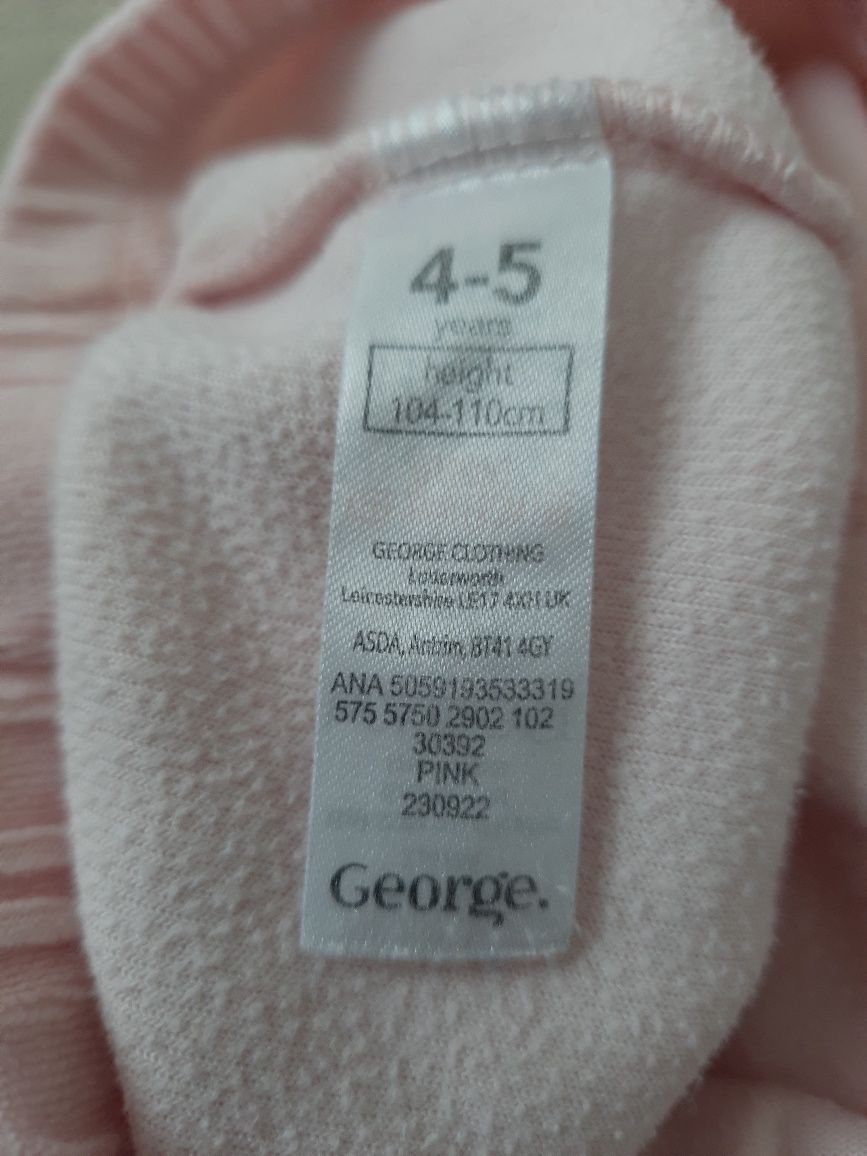 4-5
years
height
104-110cm
GEORGE CLOTHING
Lutterworth
Leicestershire LE17 4XH UK
ASDA, Antrim, BT41 4GY
ANA 5059193533319
575 5750 2902 102
30392
PINK
230922
George.